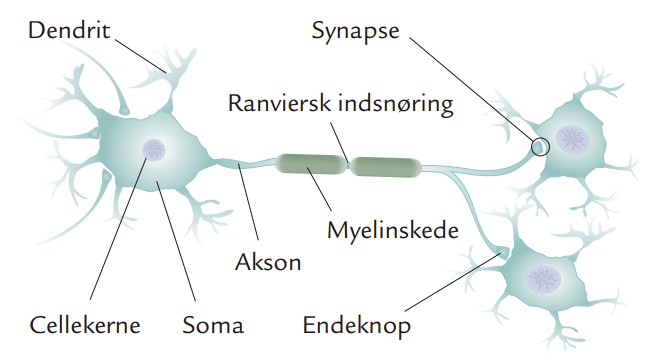 Dendrit
Synapse
Ranviersk indsnøring
Myelinskede
Akson
Cellekerne
Soma
Endeknop